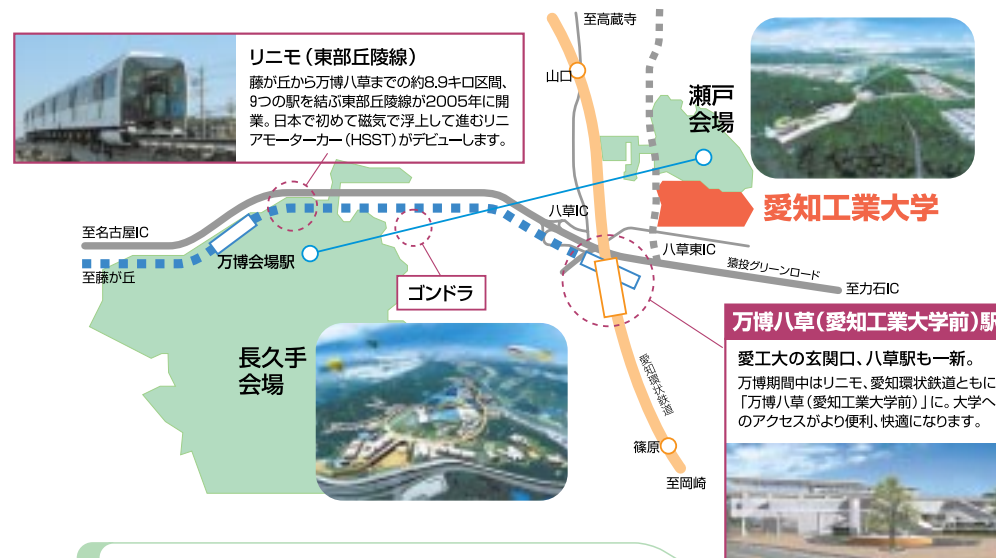 リニモ（東部丘陵線）
藤が丘から万博八草までの約8.9キロ区間、
9つの駅を結ぶ東部丘陵線が2005年に開
業。日本で初めて磁気で浮上して進むリニ
アモーターカー（HSST）がデビューします。
至高蔵寺
山口
瀬戸
会場
愛知工業大学
八草IC
八草東IC
猿投グリーンロード
至力石IC
至名古屋IC
至藤が丘
万博会場駅
ゴンドラ
長久手
会場
愛知環状鉄道
篠原
至岡崎
万博八草（愛知工業大学前）駅
愛工大の玄関口、八草駅も一新。
万博期間中はリニモ、愛知環状鉄道ともに
「万博八草（愛知工業大学前）」に。大学へ
のアクセスがより便利、快適になります。